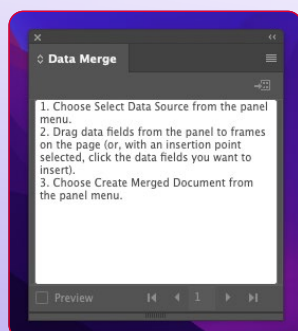 Data Merge
1. Choose Select Data Source from the panel
menu.
2. Drag data fields from the panel to frames
on the page (or, with an insertion point
selected, click the data fields you want to
insert).
3. Choose Create Merged Document from
the panel menu.
Preview 1